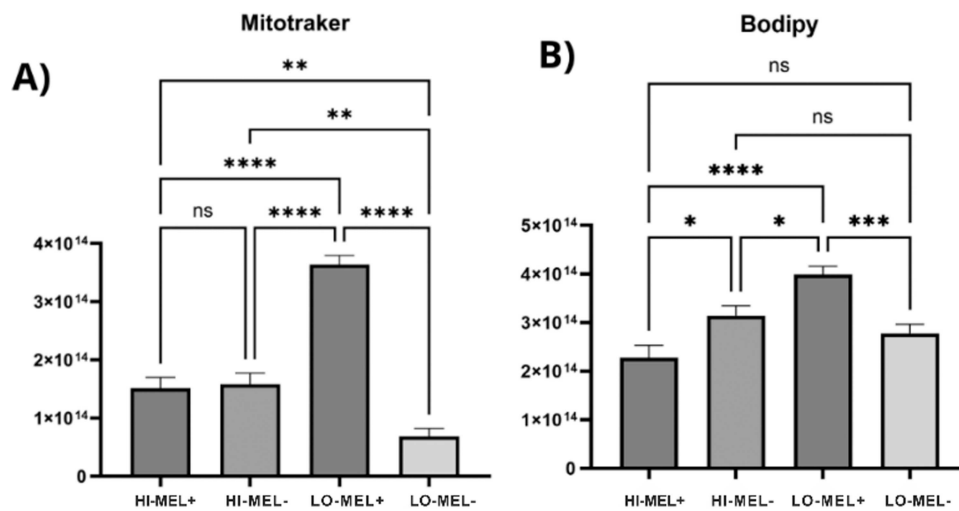 Mitotraker
A)
**
**
****
ns
****
****
4×10¹⁴
3×10¹⁴
2×10¹⁴
1×10¹⁴
0
HI-MEL+ HI-MEL- LO-MEL+ LO-MEL-
Bodipy
B)
ns
ns
****
*
*
***
5×10¹⁴
4×10¹⁴
3×10¹⁴
2×10¹⁴
1×10¹⁴
0
HI-MEL+ HI-MEL- LO-MEL+ LO-MEL-